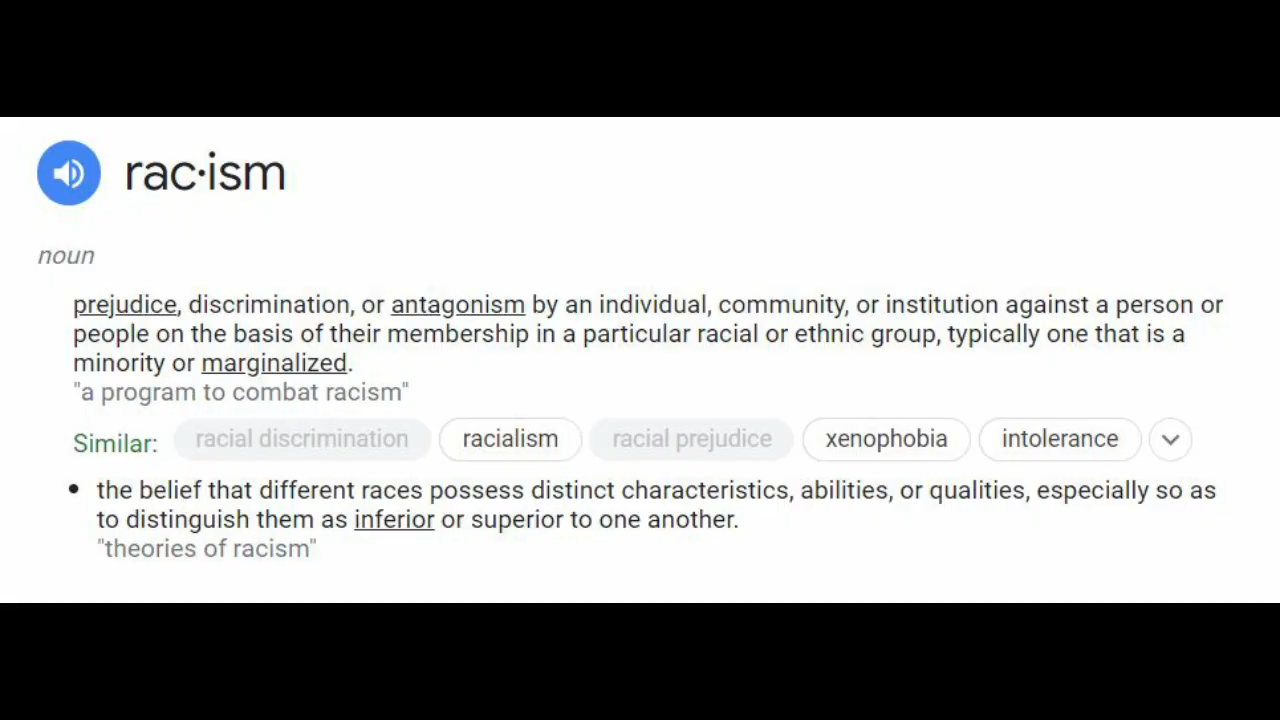 rac·ism
noun
prejudice, discrimination, or antagonism by an individual, community, or institution against a person or
people on the basis of their membership in a particular racial or ethnic group, typically one that is a
minority or marginalized.
"a program to combat racism"
Similar: racial discrimination racialism racial prejudice xenophobia intolerance
• the belief that different races possess distinct characteristics, abilities, or qualities, especially so as
to distinguish them as inferior or superior to one another.
"theories of racism"